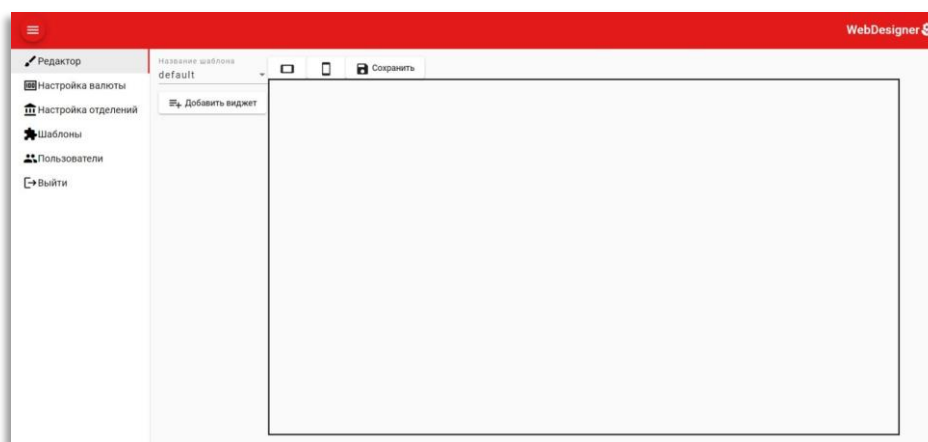 WebDesigner
Редактор
Настройка валюты
Настройка отделений
Шаблоны
Пользователи
Выйти
Название шаблона
default
Добавить виджет
Сохранить